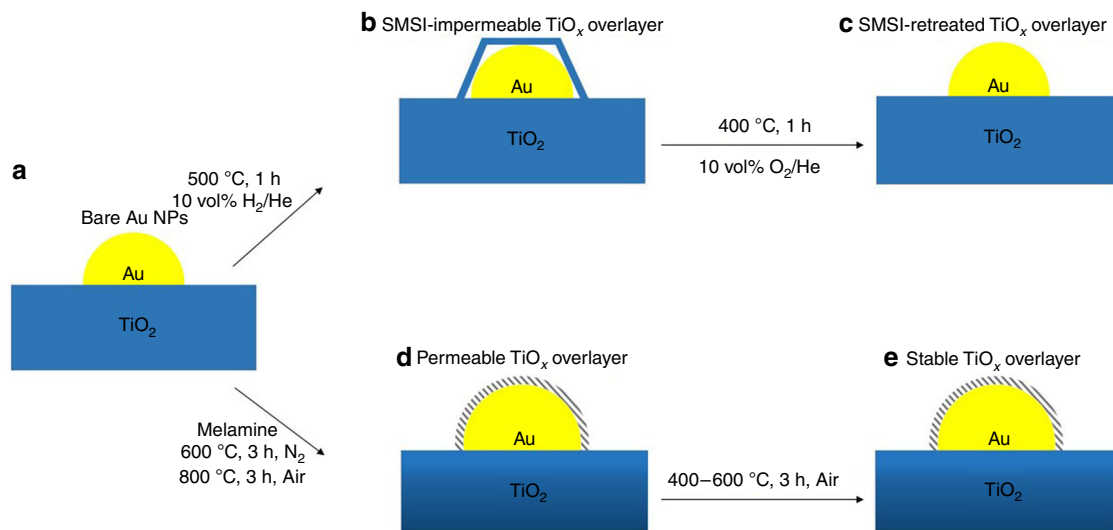 a
Bare Au NPs
Au
TiO₂
500 °C, 1 h
10 vol% H₂/He
b SMSI-impermeable TiOₓ overlayer
Au
TiO₂
400 °C, 1 h
10 vol% O₂/He
c SMSI-retreated TiOₓ overlayer
Au
TiO₂
Melamine
600 °C, 3 h, N₂
800 °C, 3 h, Air
d Permeable TiOₓ overlayer
Au
TiO₂
400–600 °C, 3 h, Air
e Stable TiOₓ overlayer
Au
TiO₂